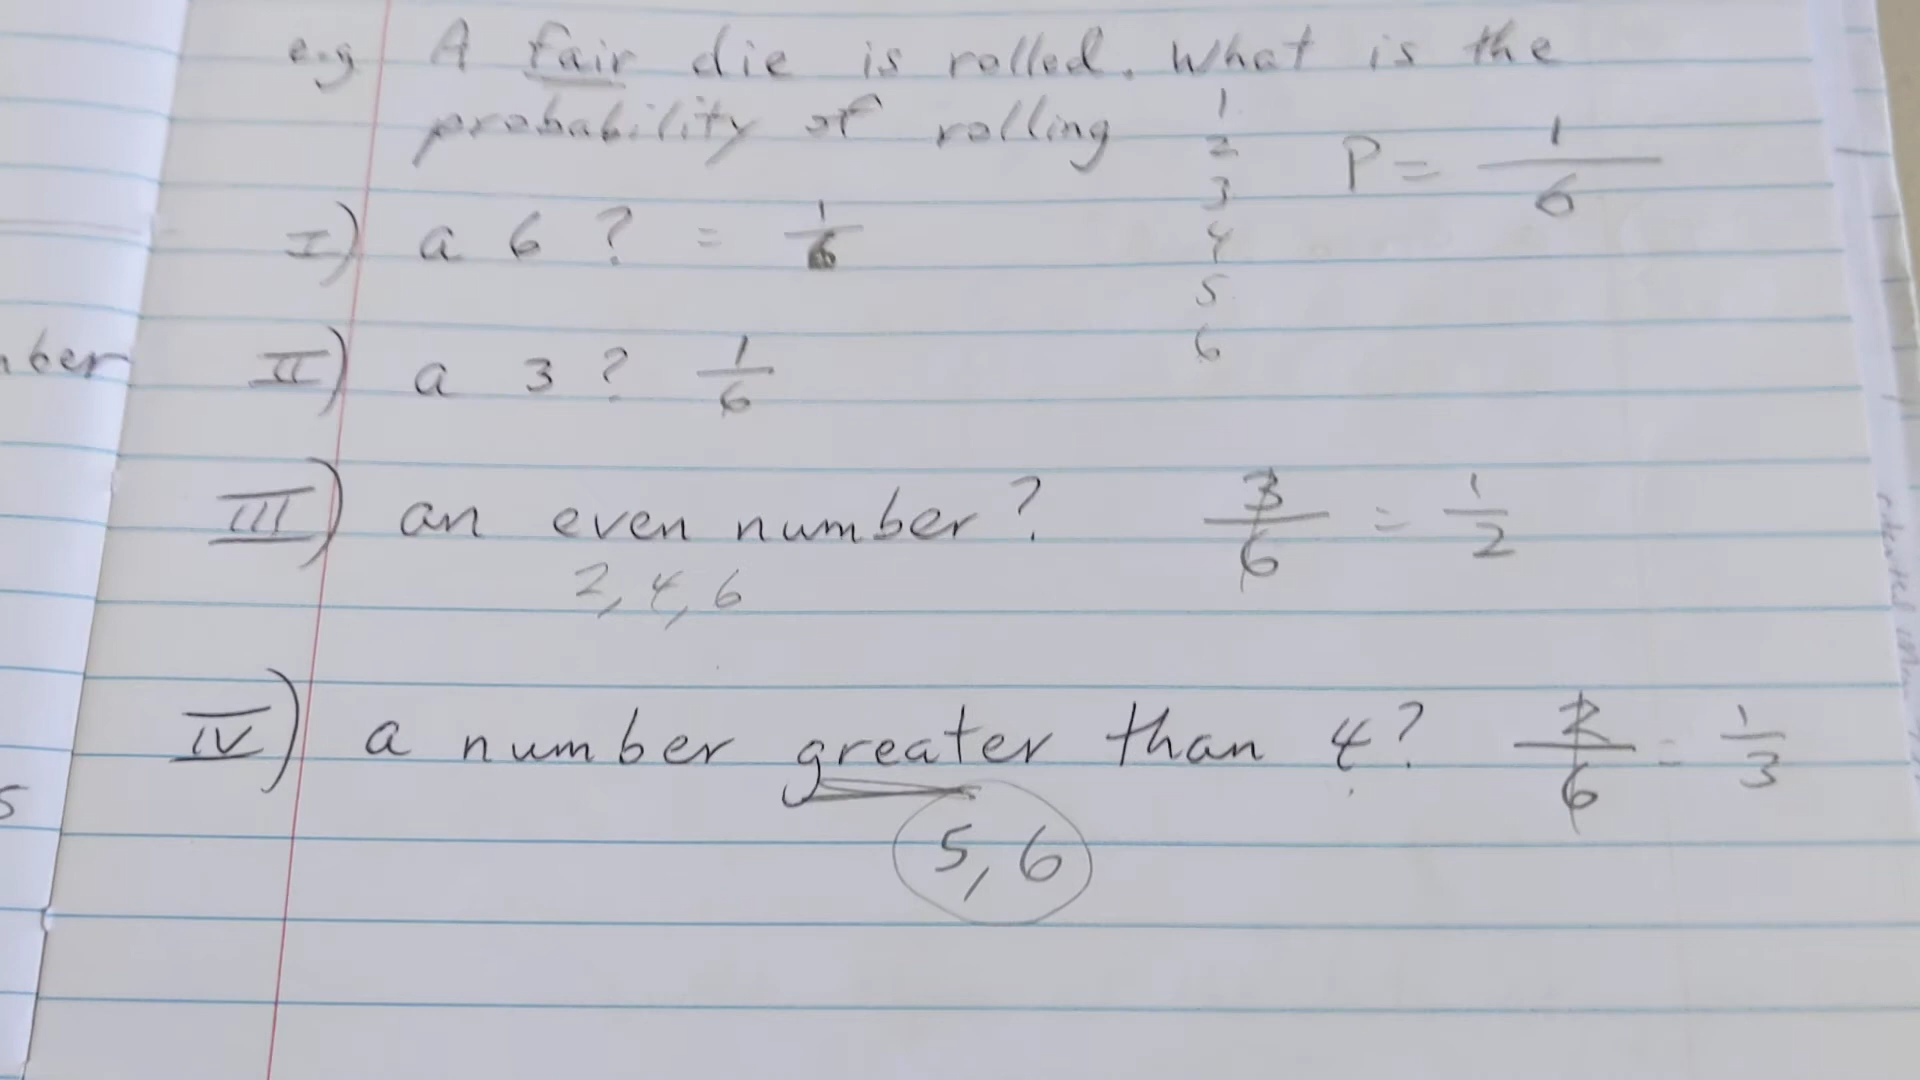 e.g A fair die is rolled. What is the
probability of rolling
1
2
3
4
5
6
P = 1/6
I) a 6 ? = 1/6
II) a 3 ? 1/6
III) an even number ? 3/6 = 1/2
2, 4, 6
IV) a number greater than 4? 2/6 = 1/3
5, 6
5